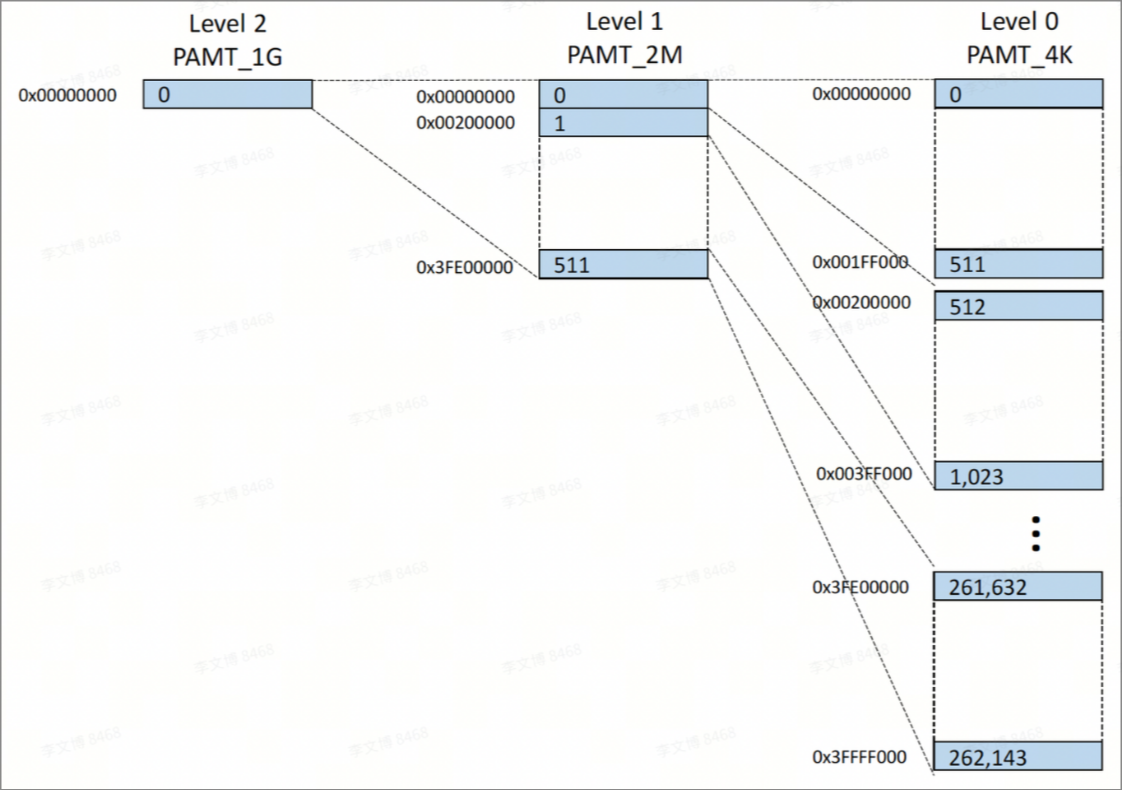 Level 2
PAMT_1G
0x00000000
0
Level 1
PAMT_2M
0x00000000
0
0x00200000
1
0x3FE00000
511
Level 0
PAMT_4K
0x00000000
0
0x001FF000
511
0x00200000
512
0x003FF000
1,023
0x3FE00000
261,632
0x3FFFF000
262,143
李文博 8468